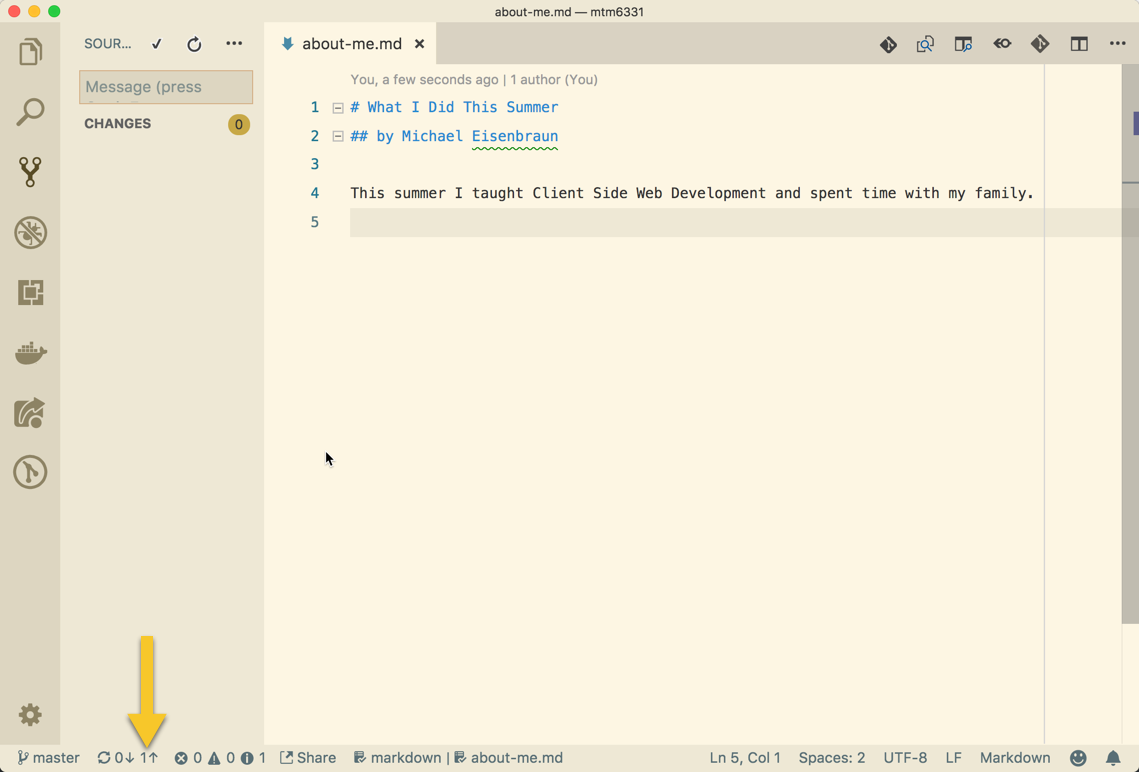 about-me.md — mtm6331
SOUR...
about-me.md
Message (press
CHANGES 0
You, a few seconds ago | 1 author (You)
1 # What I Did This Summer
2 ## by Michael Eisenbraun
3
4 This summer I taught Client Side Web Development and spent time with my family.
5
master 0↓ 1↑ 0 0 1 Share markdown | about-me.md Ln 5, Col 1 Spaces: 2 UTF-8 LF Markdown